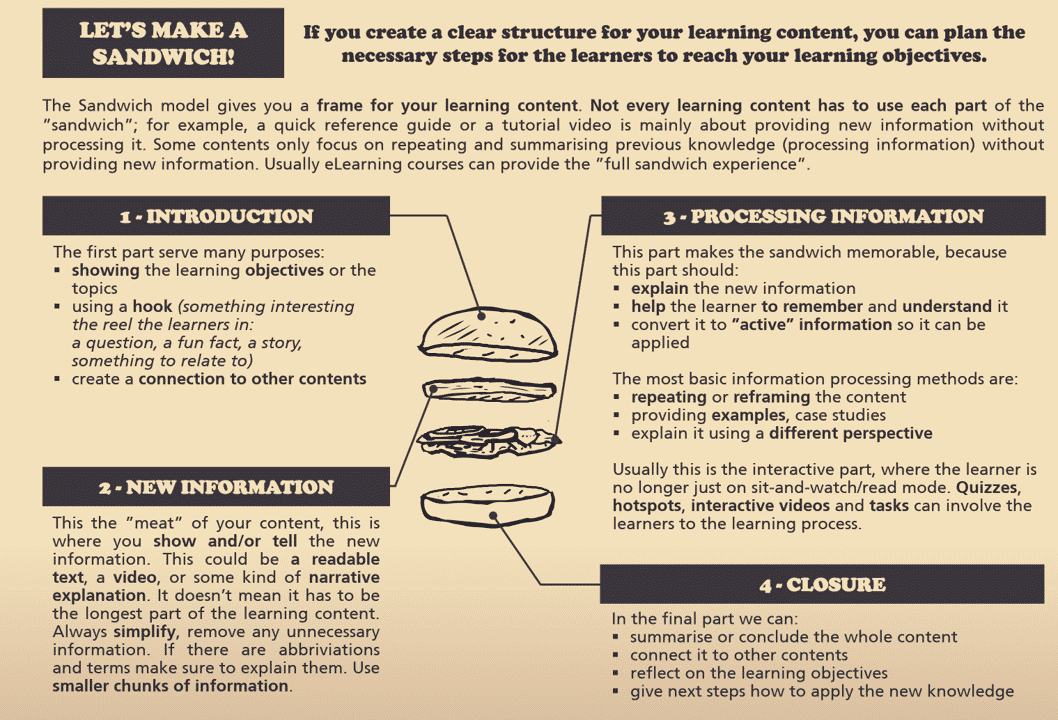 LET'S MAKE A
SANDWICH!
If you create a clear structure for your learning content, you can plan the
necessary steps for the learners to reach your learning objectives.
The Sandwich model gives you a frame for your learning content. Not every learning content has to use each part of the
"sandwich"; for example, a quick reference guide or a tutorial video is mainly about providing new information without
processing it. Some contents only focus on repeating and summarising previous knowledge (processing information) without
providing new information. Usually eLearning courses can provide the "full sandwich experience".
1 - INTRODUCTION
The first part serve many purposes:
▪ showing the learning objectives or the
topics
▪ using a hook (something interesting
the reel the learners in:
a question, a fun fact, a story,
something to relate to)
▪ create a connection to other contents
2 - NEW INFORMATION
This the "meat" of your content, this is
where you show and/or tell the new
information. This could be a readable
text, a video, or some kind of narrative
explanation. It doesn't mean it has to be
the longest part of the learning content.
Always simplify, remove any unnecessary
information. If there are abbriviations
and terms make sure to explain them. Use
smaller chunks of information.
3 - PROCESSING INFORMATION
This part makes the sandwich memorable, because
this part should:
▪ explain the new information
▪ help the learner to remember and understand it
▪ convert it to "active" information so it can be
applied
The most basic information processing methods are:
▪ repeating or reframing the content
▪ providing examples, case studies
▪ explain it using a different perspective
Usually this is the interactive part, where the learner is
no longer just on sit-and-watch/read mode. Quizzes,
hotspots, interactive videos and tasks can involve the
learners to the learning process.
4 - CLOSURE
In the final part we can:
▪ summarise or conclude the whole content
▪ connect it to other contents
▪ reflect on the learning objectives
▪ give next steps how to apply the new knowledge